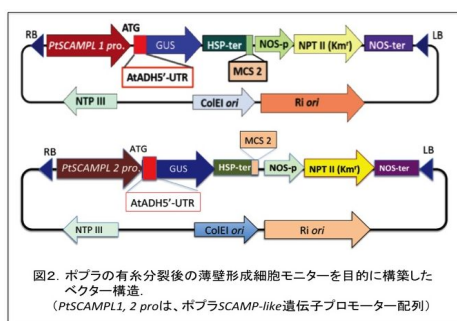 RB
PtSCAMPL 1 pro.
ATG
GUS
HSP-ter
NOS-p
NPT II (Kmʳ)
NOS-ter
LB
AtADH5'-UTR
MCS 2
NTP III
ColEI ori
Ri ori
MCS 2
RB
PtSCAMPL 2 pro.
ATG
GUS
HSP-ter
NOS-p
NPT II (Kmʳ)
NOS-ter
LB
AtADH5'-UTR
NTP III
ColEI ori
Ri ori
図2. ポプラの有糸分裂後の薄壁形成細胞モニターを目的に構築した
ベクター構造.
(PtSCAMPL1, 2 proは、ポプラSCAMP-like遺伝子プロモーター配列)